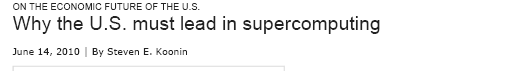 ON THE ECONOMIC FUTURE OF THE U.S.
Why the U.S. must lead in supercomputing
June 14, 2010 | By Steven E. Koonin